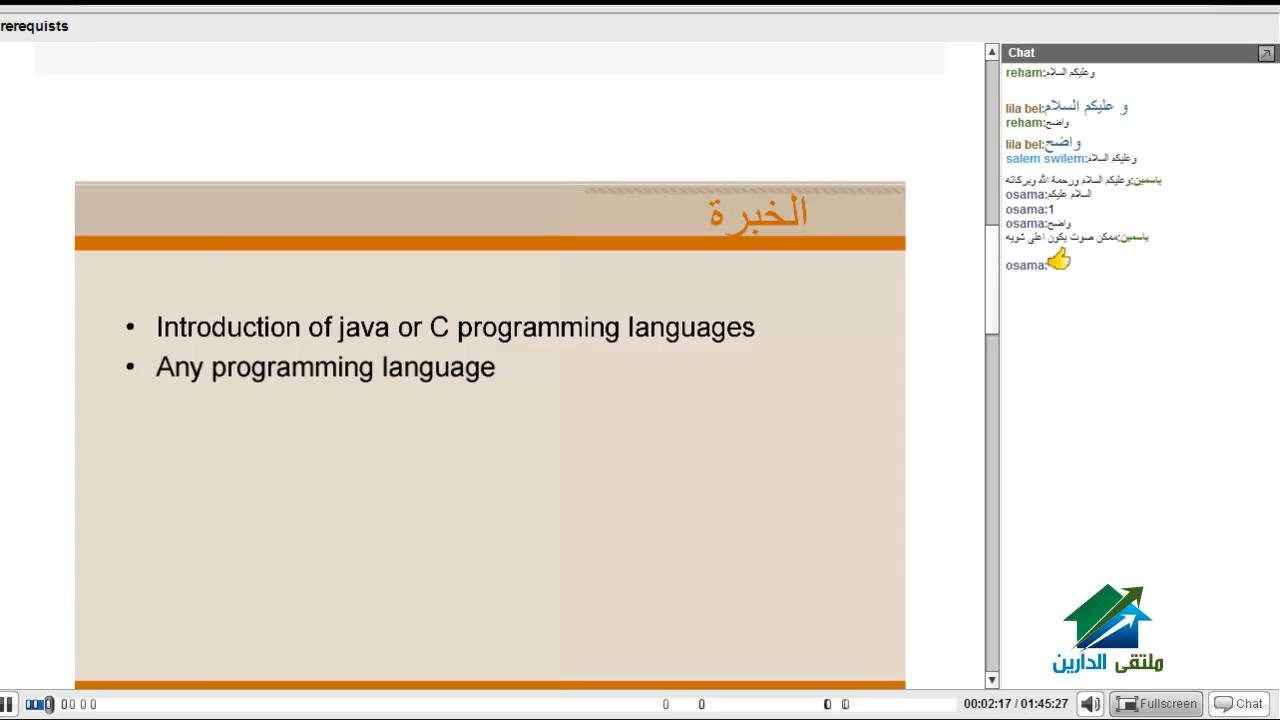 rerequists
الخبرة
• Introduction of java or C programming languages
• Any programming language
Chat
reham:وعليكم السلام
lila bel:و عليكم السلام
reham:واضح
lila bel:واضح
salem swilem:وعليكم السلام
ياسمين:وعليكم السلام ورحمة الله وبركاته
osama:السلام عليكم
osama:1
osama:واضح
ياسمين:ممكن صوت يكون اعلى شويه
osama:
ملتقى الدارين
00:02:17 / 01:45:27
Fullscreen
Chat